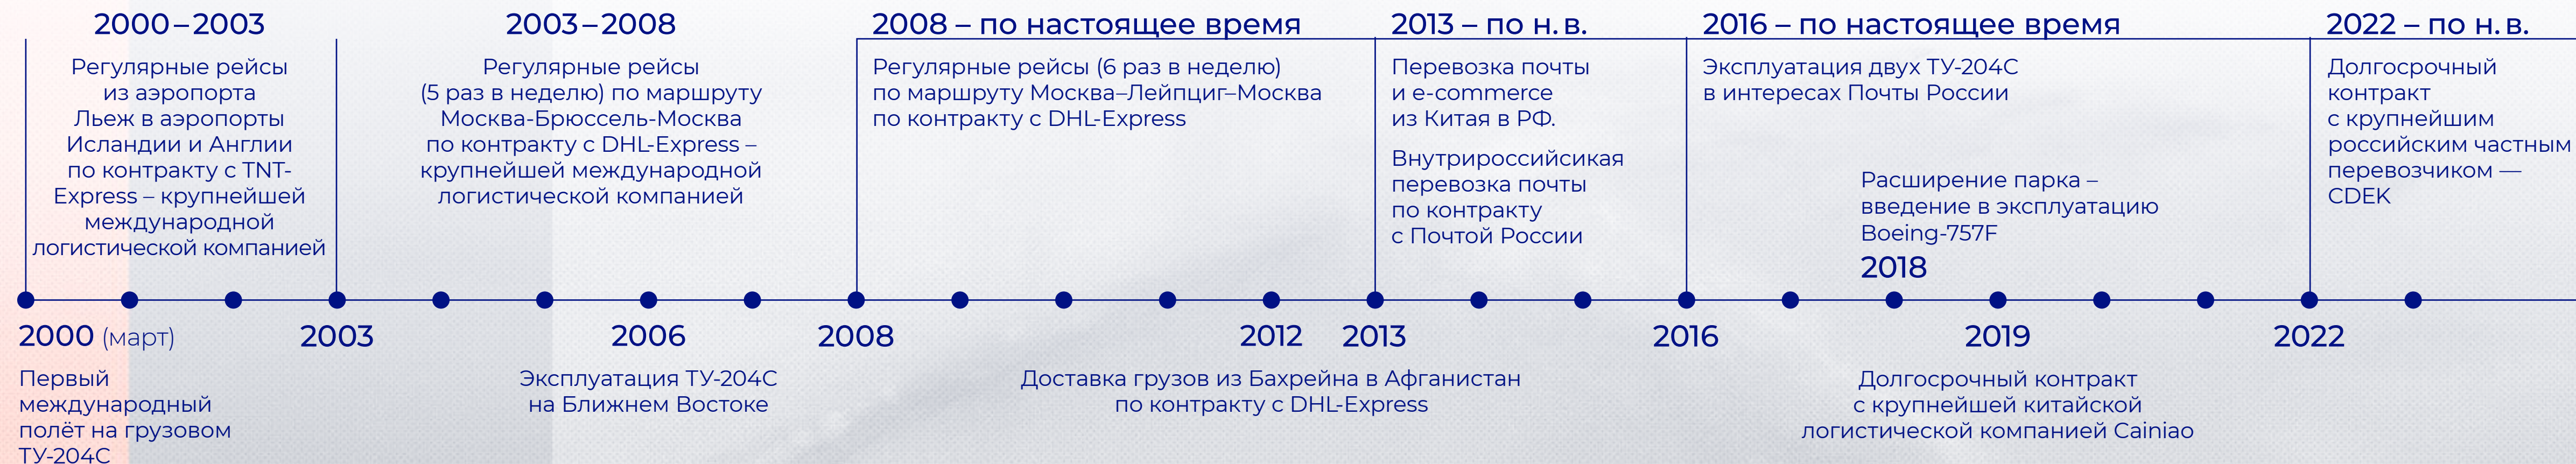 2000–2003
Регулярные рейсы
из аэропорта
Льеж в аэропорты
Исландии и Англии
по контракту с TNT-
Express – крупнейшей
международной
логистической компанией
2003–2008
Регулярные рейсы
(5 раз в неделю) по маршруту
Москва-Брюссель-Москва
по контракту с DHL-Express –
крупнейшей международной
логистической компанией
2008 – по настоящее время
Регулярные рейсы (6 раз в неделю)
по маршруту Москва–Лейпциг–Москва
по контракту с DHL-Express
2013 – по н. в.
Перевозка почты
и e-commerce
из Китая в РФ.
Внутрироссийсикая
перевозка почты
по контракту
с Почтой России
2016 – по настоящее время
Эксплуатация двух ТУ-204С
в интересах Почты России
Расширение парка –
введение в эксплуатацию
Boeing-757F
2018
2022 – по н. в.
Долгосрочный
контракт
с крупнейшим
российским частным
перевозчиком —
CDEK
2000 (март)
Первый
международный
полёт на грузовом
ТУ-204С
2003
2006
Эксплуатация ТУ-204С
на Ближнем Востоке
2008
2012
2013
Доставка грузов из Бахрейна в Афганистан
по контракту с DHL-Express
2016
2019
Долгосрочный контракт
с крупнейшей китайской
логистической компанией Cainiao
2022